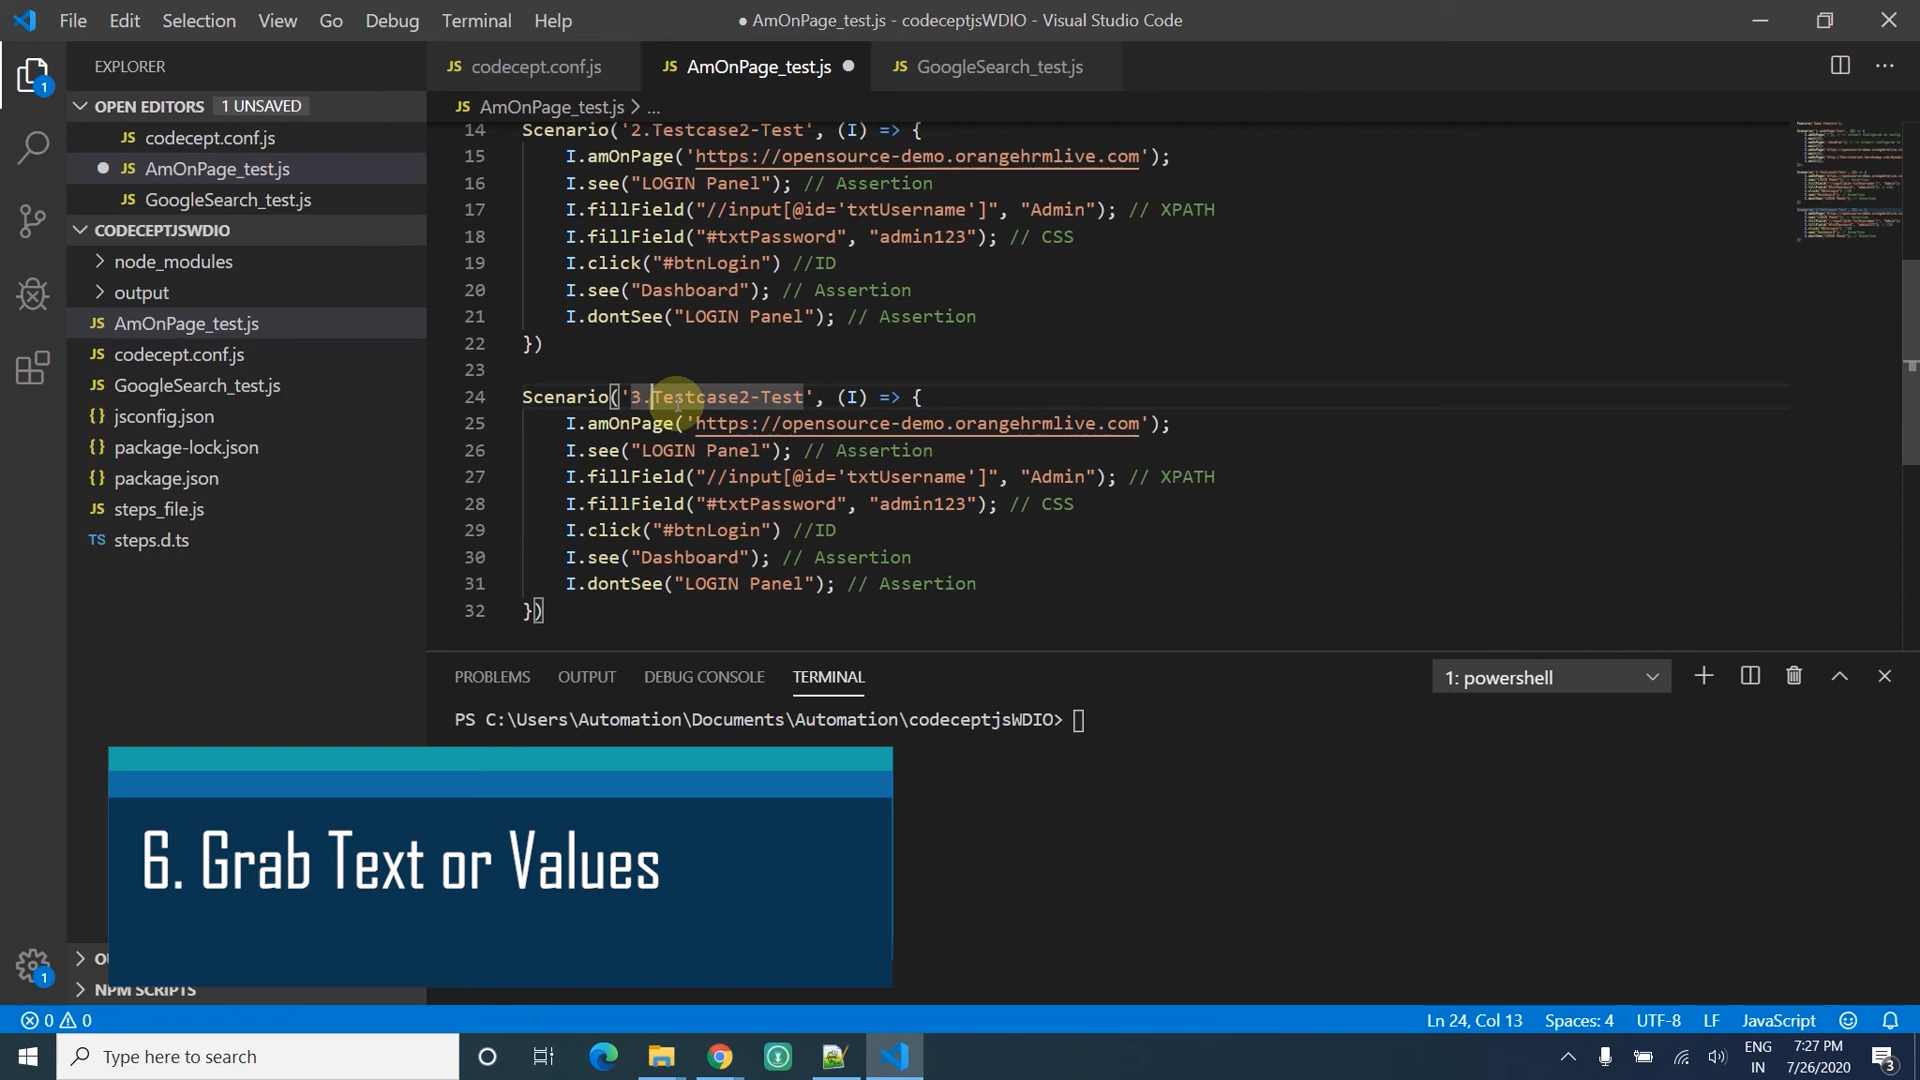 File Edit Selection View Go Debug Terminal Help
● AmOnPage_test.js - codeceptjsWDIO - Visual Studio Code
EXPLORER
OPEN EDITORS 1 UNSAVED
JS codecept.conf.js
JS AmOnPage_test.js
JS GoogleSearch_test.js
CODECEPTJSWDIO
node_modules
output
JS AmOnPage_test.js
JS codecept.conf.js
JS GoogleSearch_test.js
{} jsconfig.json
{} package-lock.json
{} package.json
JS steps_file.js
TS steps.d.ts
NPM SCRIPTS
1
1
JS codecept.conf.js JS AmOnPage_test.js JS GoogleSearch_test.js
JS AmOnPage_test.js > ...
14 Scenario('2.Testcase2-Test', (I) => {
15 I.amOnPage('https://opensource-demo.orangehrmlive.com');
16 I.see("LOGIN Panel"); // Assertion
17 I.fillField("//input[@id='txtUsername']", "Admin"); // XPATH
18 I.fillField("#txtPassword", "admin123"); // CSS
19 I.click("#btnLogin") //ID
20 I.see("Dashboard"); // Assertion
21 I.dontSee("LOGIN Panel"); // Assertion
22 })
23
24 Scenario('3.Testcase2-Test', (I) => {
25 I.amOnPage('https://opensource-demo.orangehrmlive.com');
26 I.see("LOGIN Panel"); // Assertion
27 I.fillField("//input[@id='txtUsername']", "Admin"); // XPATH
28 I.fillField("#txtPassword", "admin123"); // CSS
29 I.click("#btnLogin") //ID
30 I.see("Dashboard"); // Assertion
31 I.dontSee("LOGIN Panel"); // Assertion
32 })
PROBLEMS OUTPUT DEBUG CONSOLE TERMINAL
1: powershell
PS C:\Users\Automation\Documents\Automation\codeceptjsWDIO>
6. Grab Text or Values
0 0
Ln 24, Col 13 Spaces: 4 UTF-8 LF JavaScript
Type here to search
ENG
IN
7:27 PM
7/26/2020
3